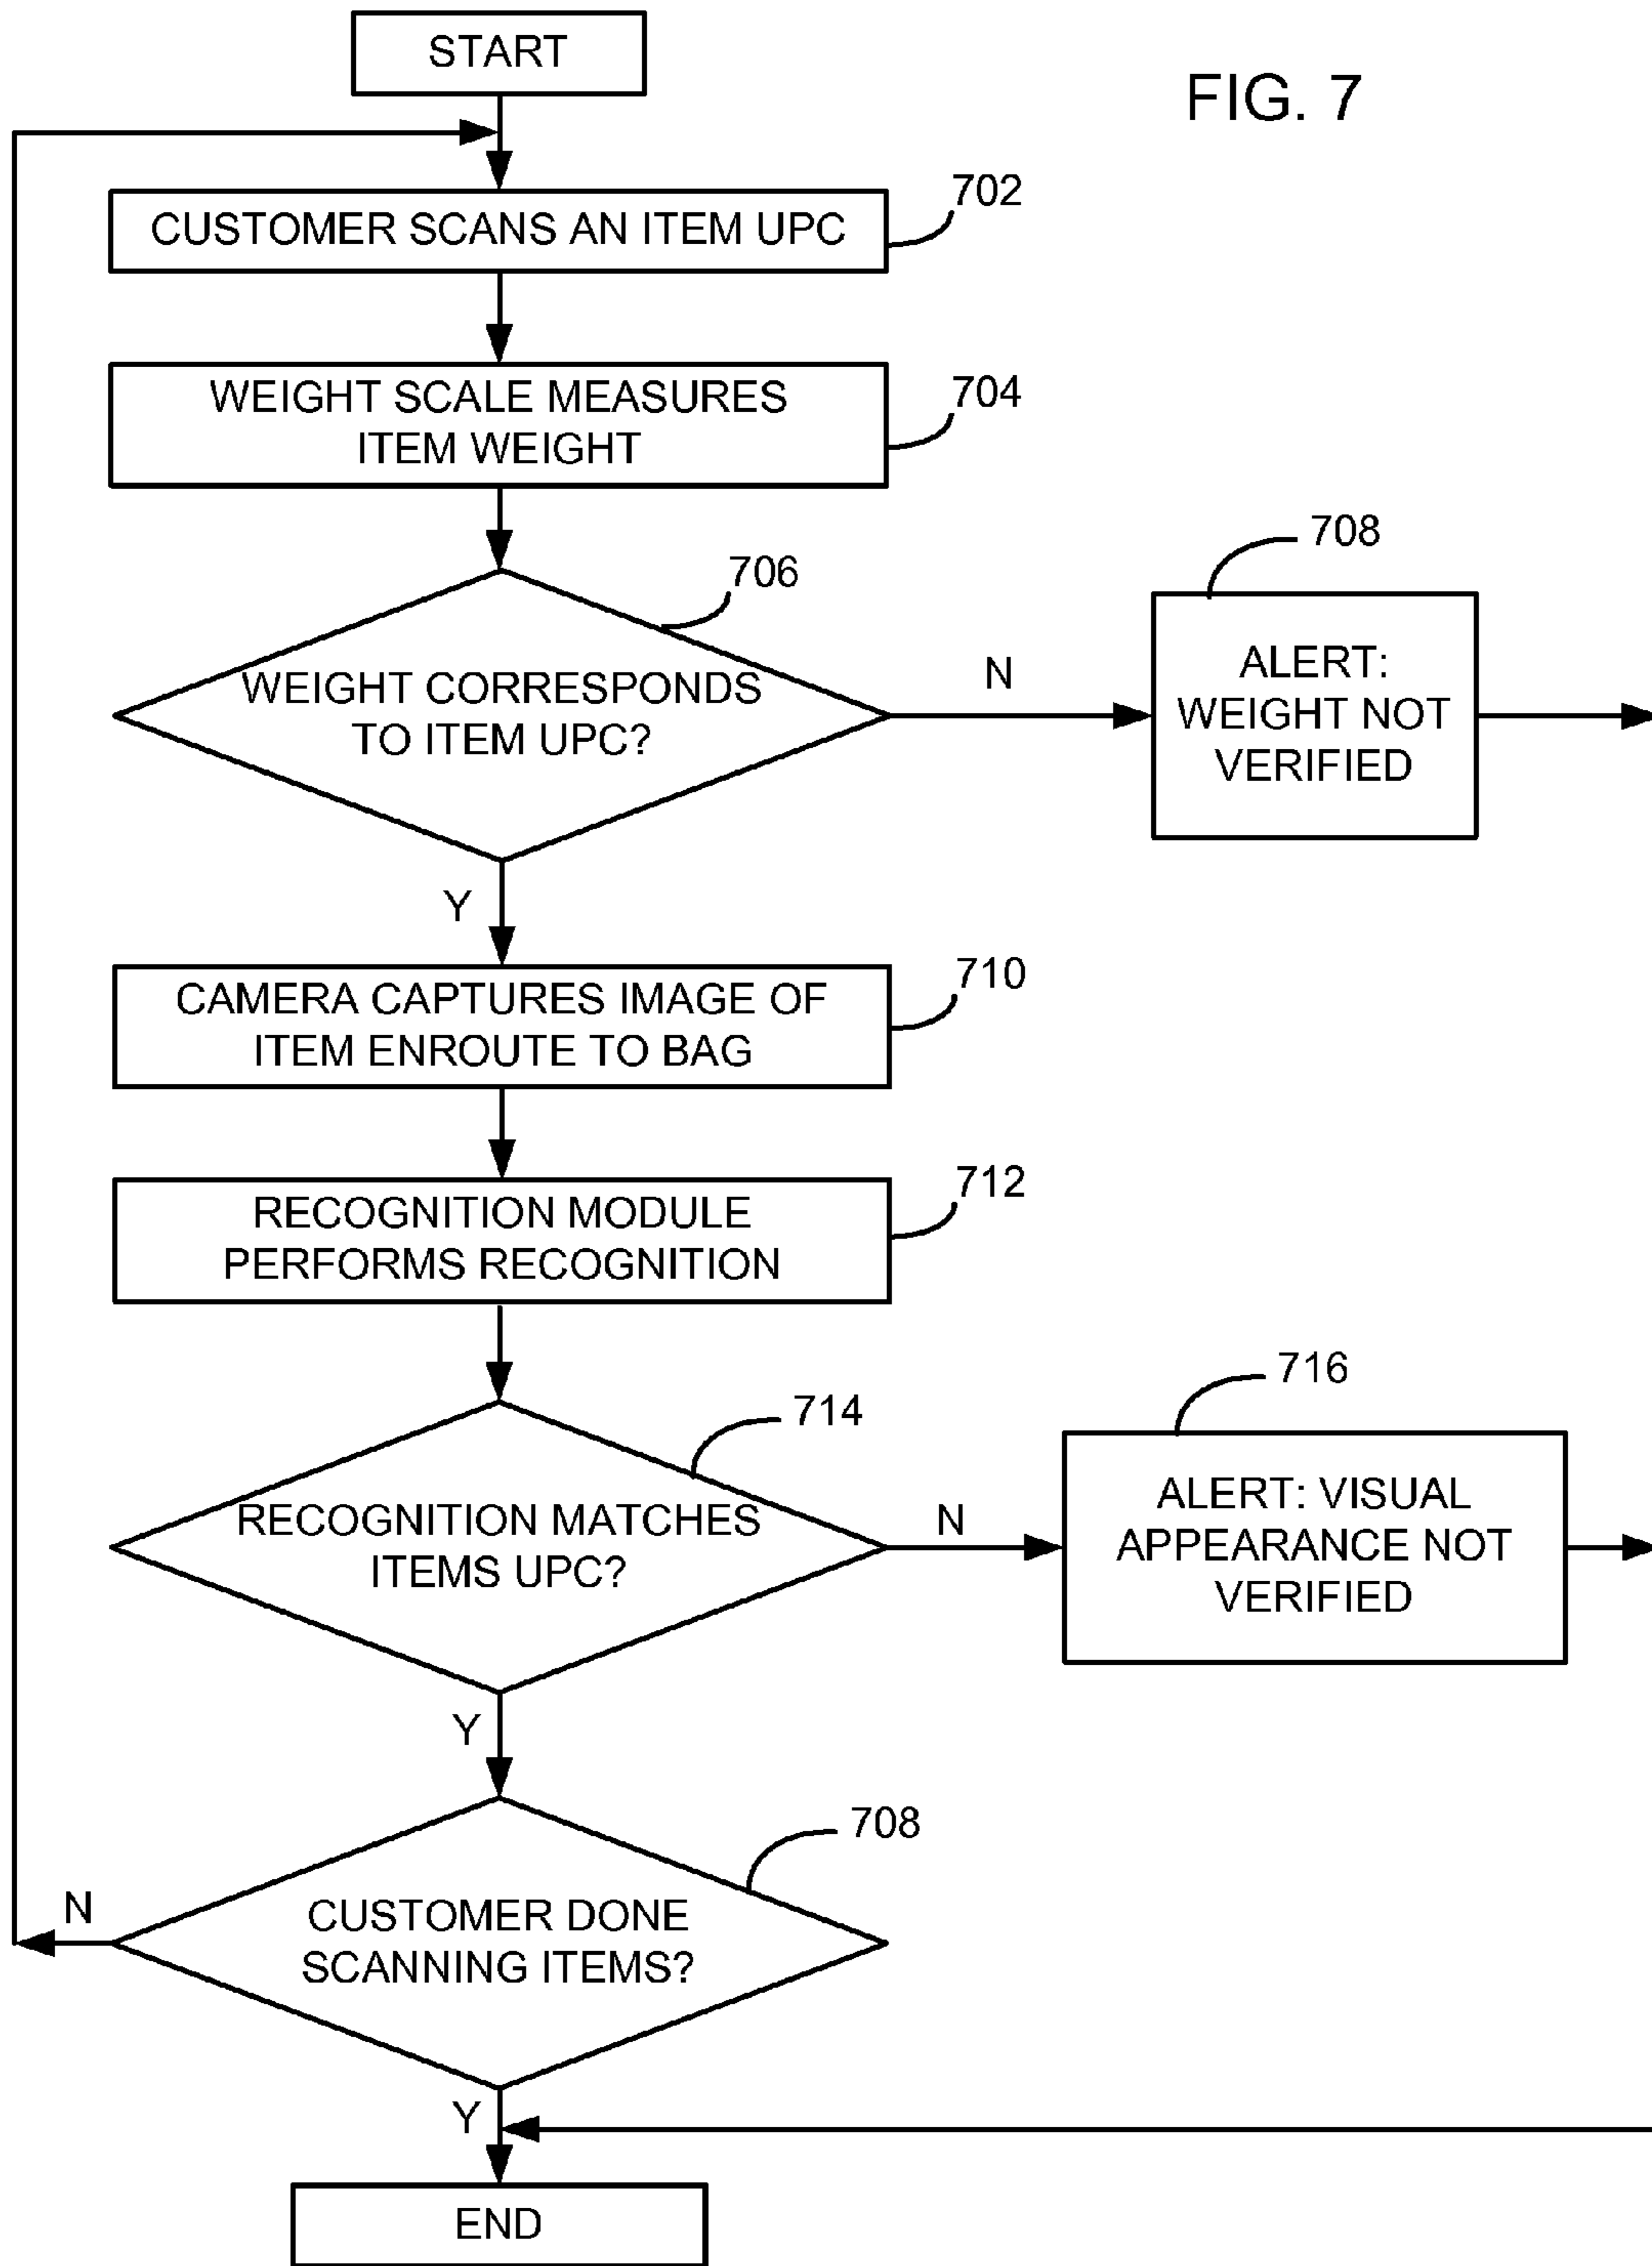 START
FIG. 7
702
CUSTOMER SCANS AN ITEM UPC
704
WEIGHT SCALE MEASURES
ITEM WEIGHT
706
WEIGHT CORRESPONDS
TO ITEM UPC?
N
708
ALERT:
WEIGHT NOT
VERIFIED
Y
710
CAMERA CAPTURES IMAGE OF
ITEM ENROUTE TO BAG
712
RECOGNITION MODULE
PERFORMS RECOGNITION
714
RECOGNITION MATCHES
ITEMS UPC?
N
716
ALERT: VISUAL
APPEARANCE NOT
VERIFIED
Y
708
CUSTOMER DONE
SCANNING ITEMS?
N
Y
END